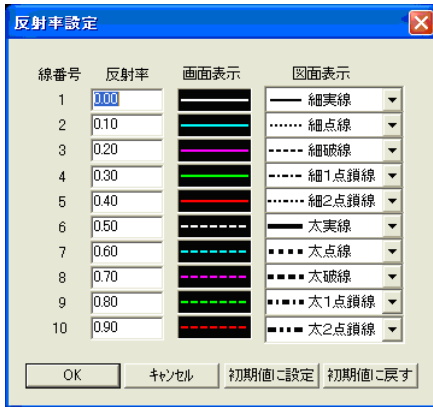 反射率設定
線番号 反射率 画面表示 図面表示
1 0.00 細実線
2 0.10 細点線
3 0.20 細破線
4 0.30 細1点鎖線
5 0.40 細2点鎖線
6 0.50 太実線
7 0.60 太点線
8 0.70 太破線
9 0.80 太1点鎖線
10 0.90 太2点鎖線
OK キャンセル 初期値に設定 初期値に戻す